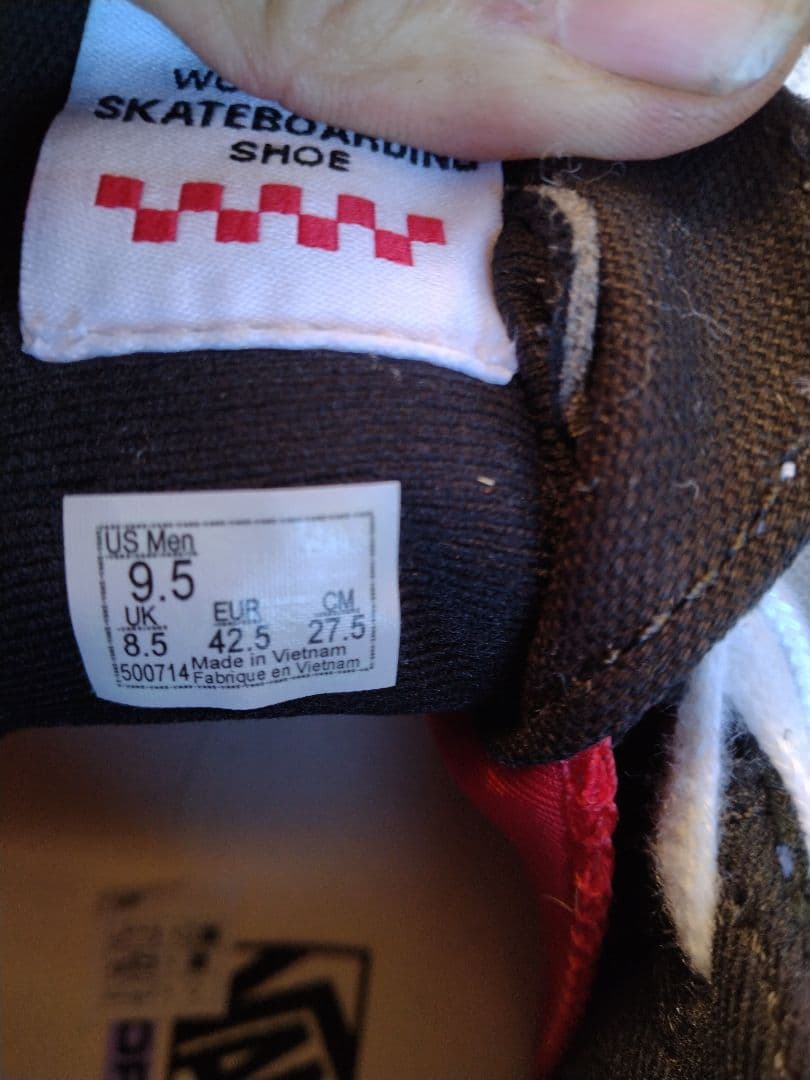 SKATEBOARDING
SHOE
US Men
9.5
UK EUR CM
8.5 42.5 27.5
500714 Made in Vietnam
Fabrique en Vietnam